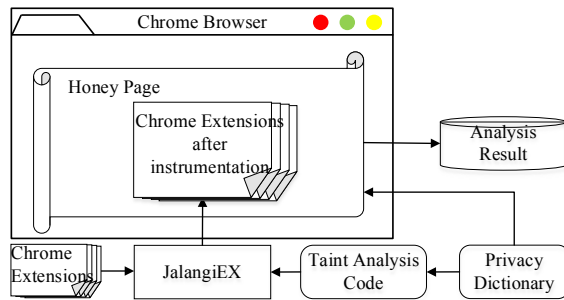 Chrome Browser
Honey Page
Chrome Extensions
after
instrumentation
Analysis
Result
Chrome
Extensions
JalangiEX
Taint Analysis
Code
Privacy
Dictionary